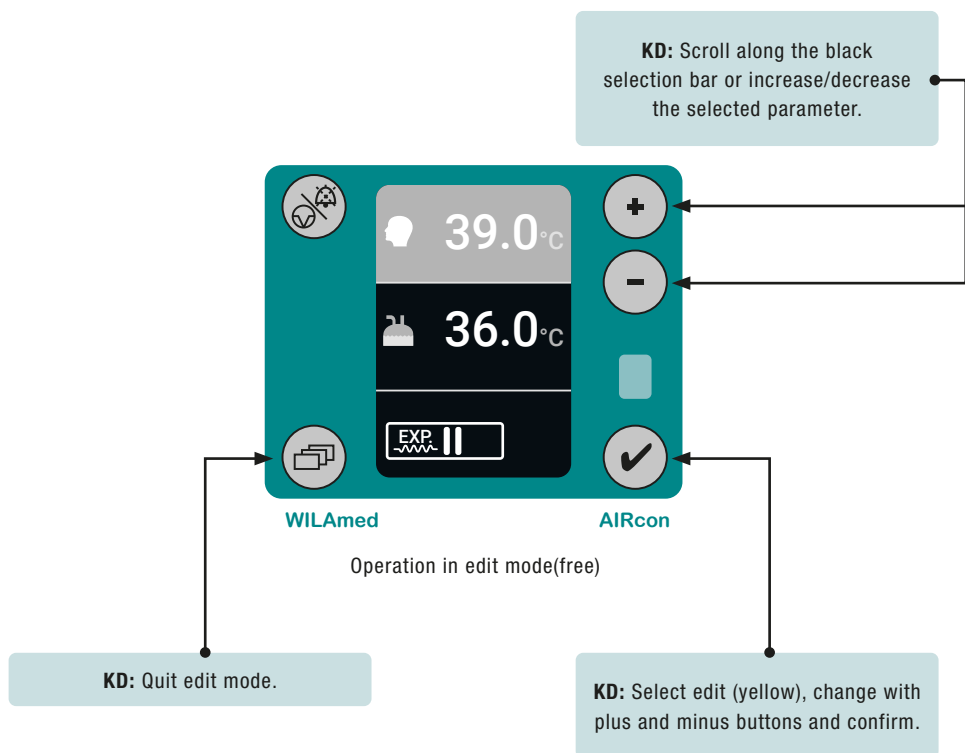 KD: Scroll along the black
selection bar or increase/decrease
the selected parameter.
+
39.0°C
-
36.0°C
EXP.
WILAmed
AIRcon
Operation in edit mode(free)
KD: Quit edit mode.
KD: Select edit (yellow), change with
plus and minus buttons and confirm.